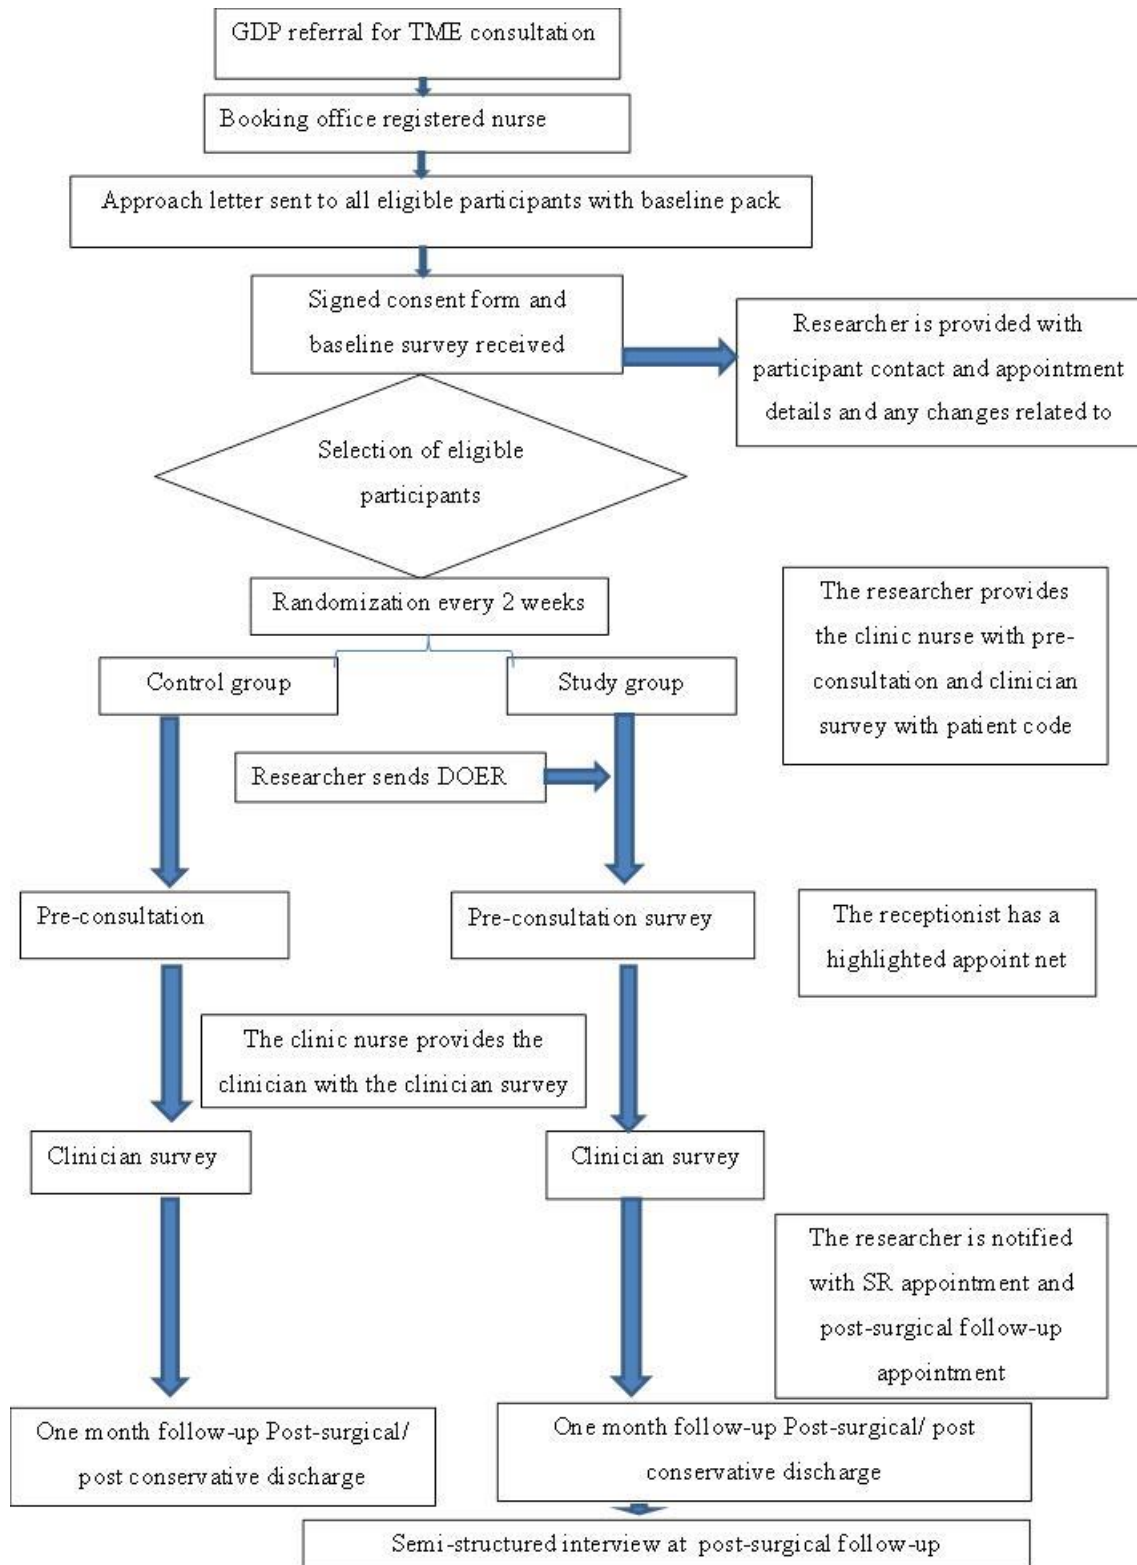 GDP referral for TME consultation
Booking office registered nurse
Approach letter sent to all eligible participants with baseline pack
Signed consent form and
baseline survey received
Researcher is provided with
participant contact and appointment
details and any changes related to
Selection of eligible
participants
Randomization every 2 weeks
The researcher provides
the clinic nurse with pre-
consultation and clinician
survey with patient code
Control group
Study group
Researcher sends DOER
Pre-consultation
Pre-consultation survey
The receptionist has a
highlighted appoint net
The clinic nurse provides the
clinician with the clinician survey
Clinician survey
Clinician survey
The researcher is notified
with SR appointment and
post-surgical follow-up
appointment
One month follow-up Post-surgical/
post conservative discharge
One month follow-up Post-surgical/ post
conservative discharge
Semi-structured interview at post-surgical follow-up